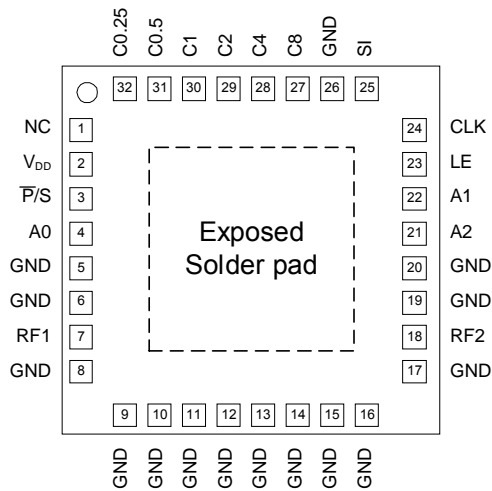 C0.25 C0.5 C1 C2 C4 C8 GND SI
32 31 30 29 28 27 26 25
NC 1 24 CLK
VDD 2 23 LE
P̅/S 3 22 A1
A0 4 21 A2
GND 5 20 GND
GND 6 19 GND
RF1 7 18 RF2
GND 8 17 GND
Exposed
Solder pad
9 10 11 12 13 14 15 16
GND GND GND GND GND GND GND GND